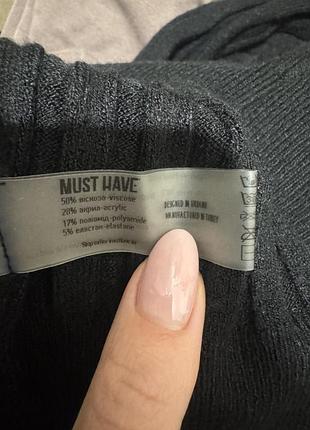 MUST HAVE
50% віскоза-viscose
28% акрил-acrylic
17% поліамід-polyamide
5% еластан-elastane
DESIGNED IN UKRAINE
MANUFACTURED IN TURKEY